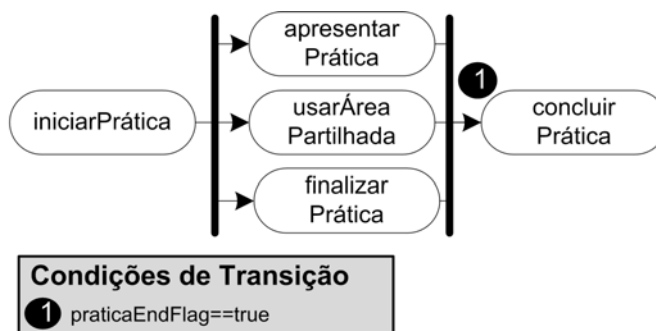 apresentar
Prática
iniciarPrática
usarÁrea
Partilhada
1
concluir
Prática
finalizar
Prática
Condições de Transição
1 praticaEndFlag==true